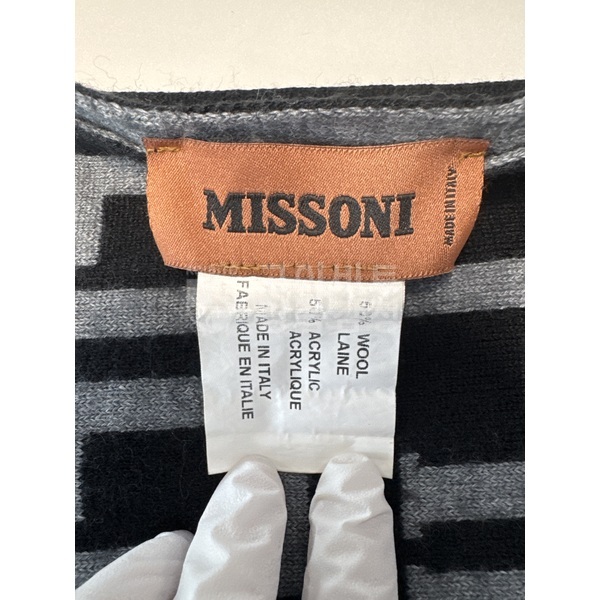 MISSONI
MADE IN ITALY
WOOL
LAINE
ACRYLIC
ACRYLIQUE
MADE IN ITALY
FABRIQUE EN ITALIE